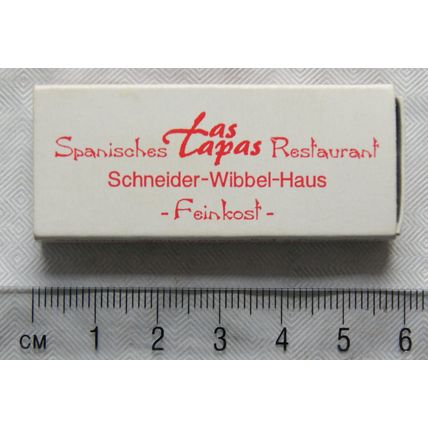 Las
Spanisches Tapas Restaurant
Schneider-Wibbel-Haus
- Feinkost -
CM 1 2 3 4 5 6